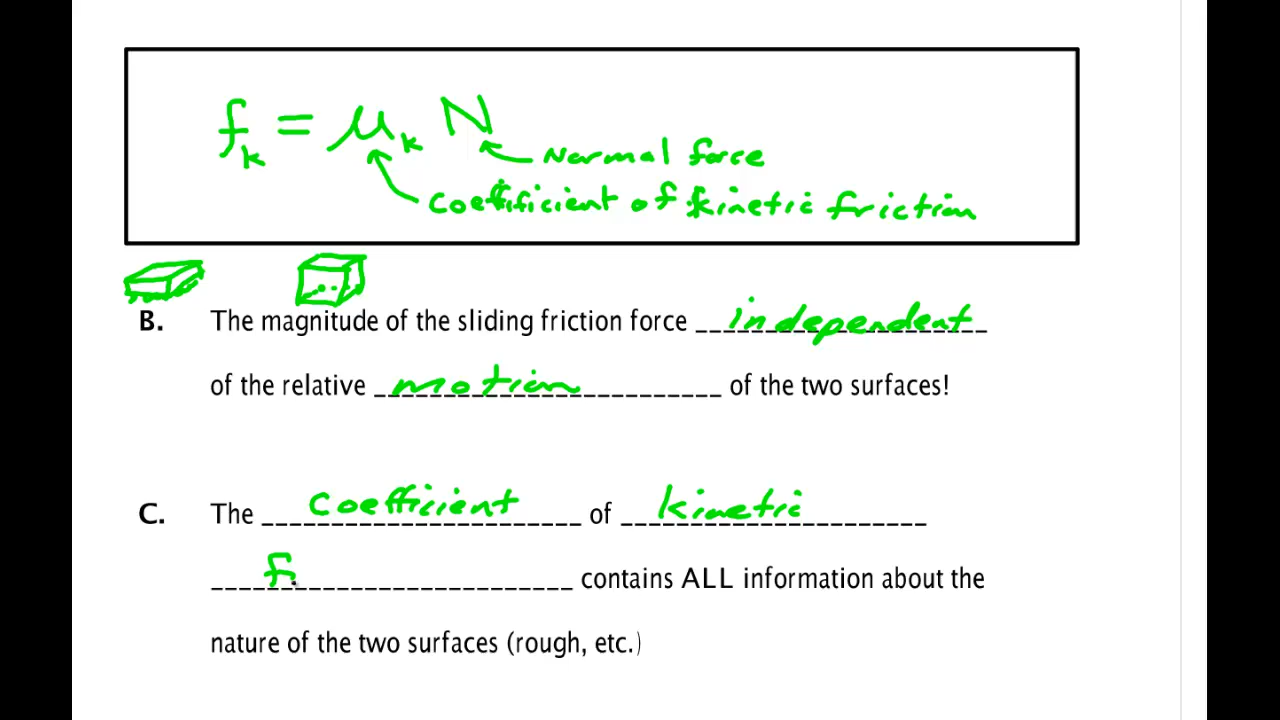 fk = μk N
Normal force
coefficient of kinetic friction
B. The magnitude of the sliding friction force independent
of the relative motion of the two surfaces!
C. The coefficient of kinetic
f contains ALL information about the
nature of the two surfaces (rough, etc.)